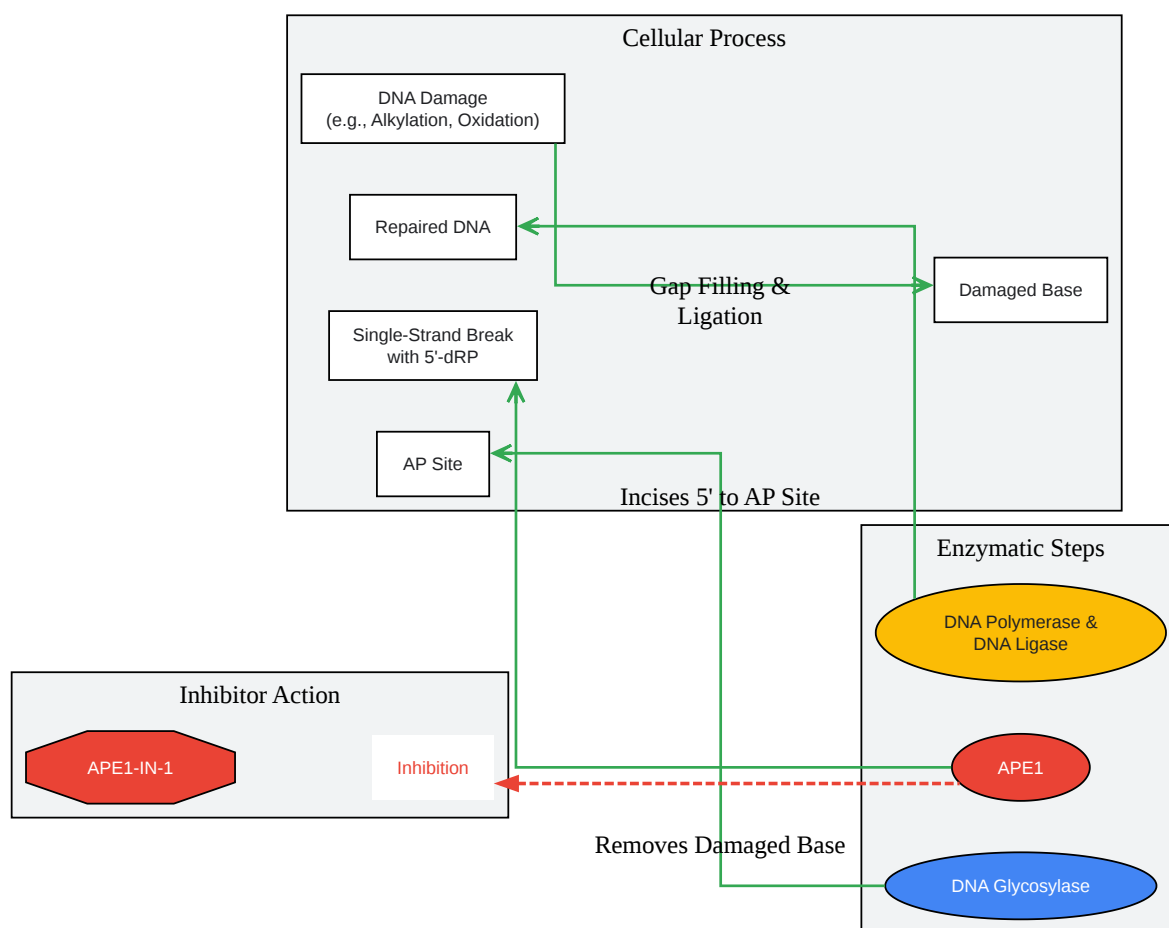 Cellular Process
DNA Damage
(e.g., Alkylation, Oxidation)
Repaired DNA
Gap Filling &
Ligation
Damaged Base
Single-Strand Break
with 5'-dRP
AP Site
Incises 5' to AP Site
Enzymatic Steps
DNA Polymerase &
DNA Ligase
Inhibitor Action
APE1-IN-1
Inhibition
APE1
Removes Damaged Base
DNA Glycosylase